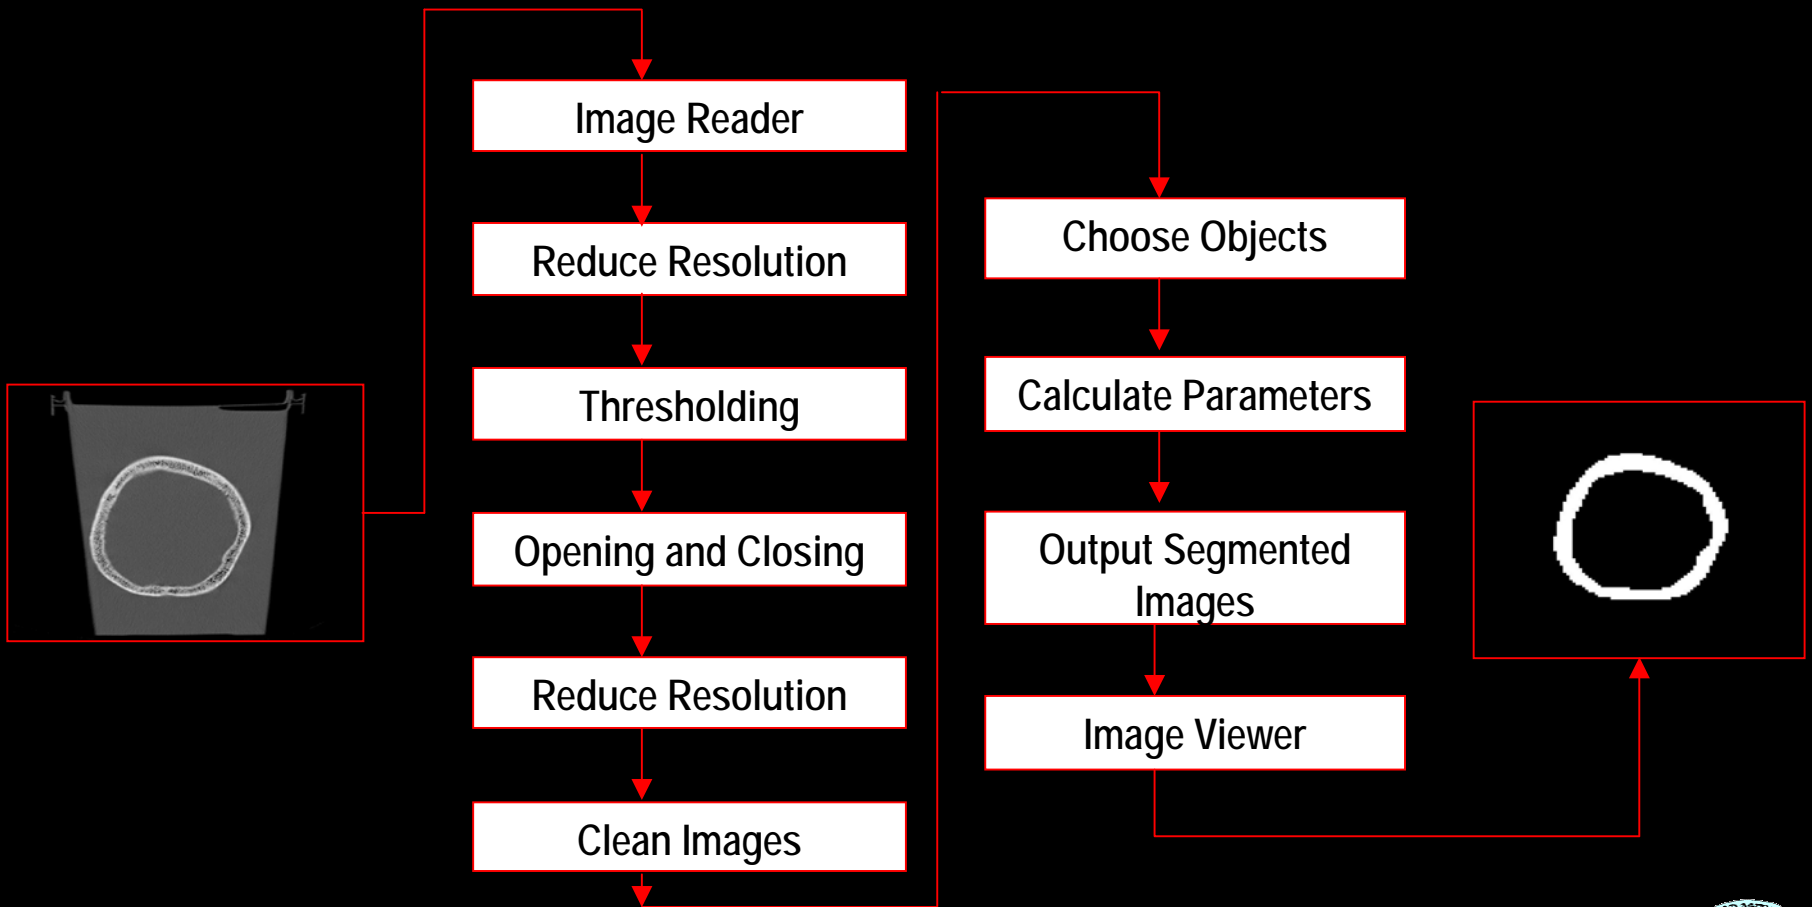 Image Reader
Reduce Resolution
Thresholding
Opening and Closing
Reduce Resolution
Clean Images
Choose Objects
Calculate Parameters
Output Segmented
Images
Image Viewer